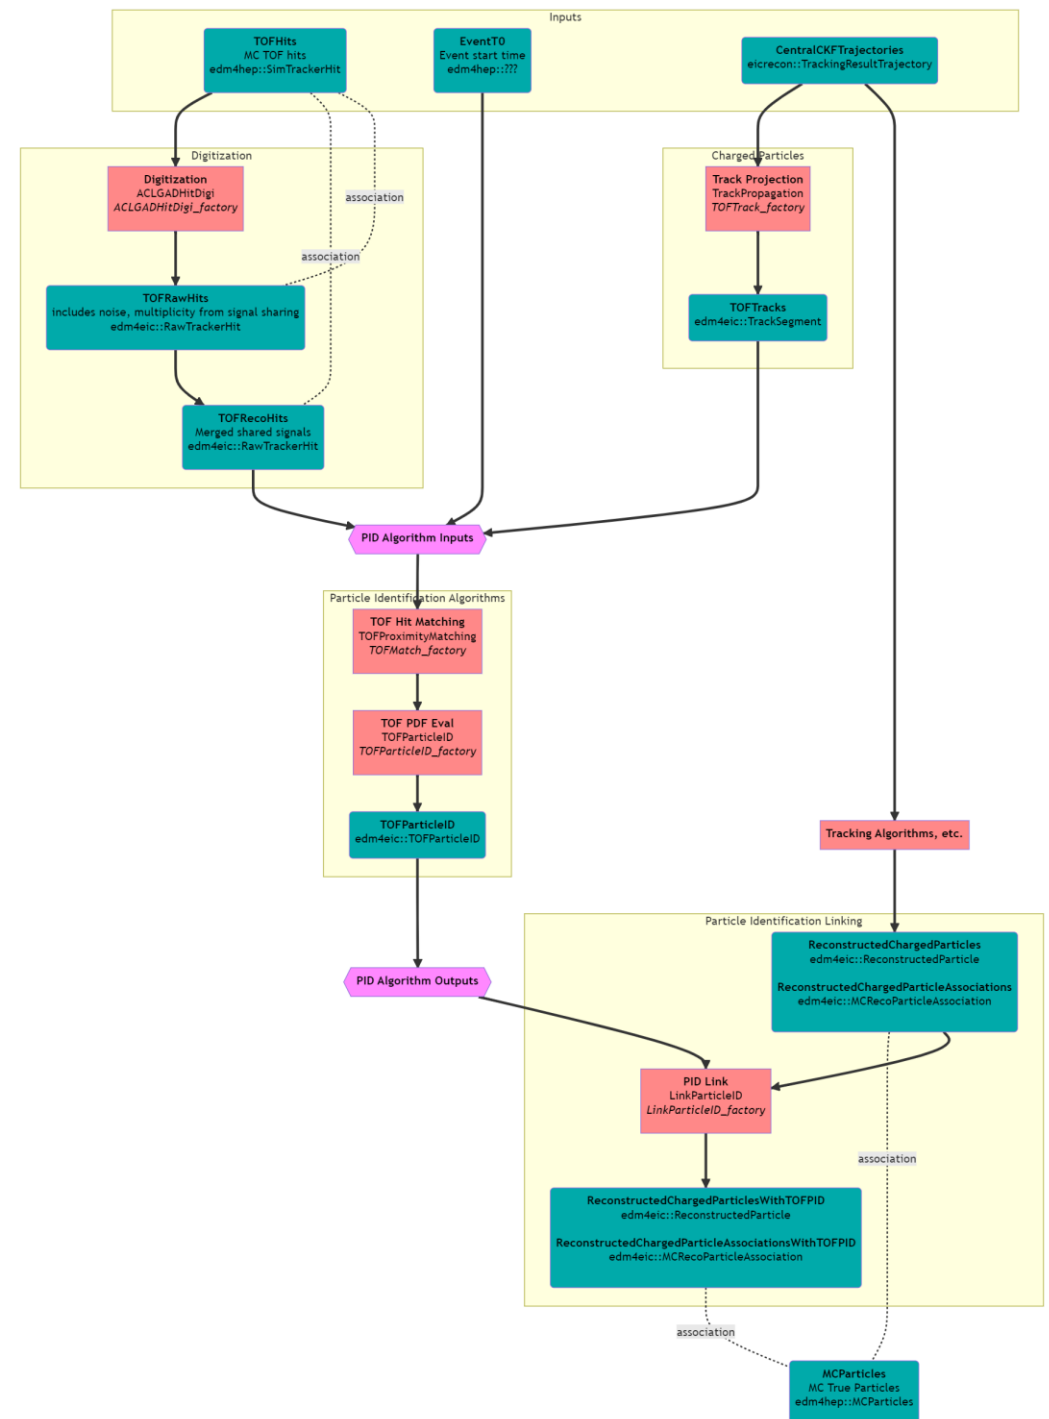 Inputs
TOFHits
MC TOF hits
edm4hep::SimTrackerHit
EventT0
Event start time
edm4hep::???
CentralCKFTrajectories
eicrecon::TrackingResultTrajectory
Digitization
Digitization
ACLGADHitDigi
ACLGADHitDigi_factory
association
association
TOFRawHits
includes noise, multiplicity from signal sharing
edm4eic::RawTrackerHit
TOFRecoHits
Merged shared signals
edm4eic::RawTrackerHit
Charged Particles
Track Projection
TrackPropagation
TOFTrack_factory
TOFTracks
edm4eic::TrackSegment
PID Algorithm Inputs
Particle Identification Algorithms
TOF Hit Matching
TOFProximityMatching
TOFMatch_factory
TOF PDF Eval
TOFParticleID
TOFParticleID_factory
TOFParticleID
edm4eic::TOFParticleID
Tracking Algorithms, etc.
PID Algorithm Outputs
Particle Identification Linking
ReconstructedChargedParticles
edm4eic::ReconstructedParticle
ReconstructedChargedParticleAssociations
edm4eic::MCRecoParticleAssociation
PID Link
LinkParticleID
LinkParticleID_factory
association
ReconstructedChargedParticlesWithTOFPID
edm4eic::ReconstructedParticle
ReconstructedChargedParticleAssociationsWithTOFPID
edm4eic::MCRecoParticleAssociation
association
MCParticles
MC True Particles
edm4hep::MCParticles